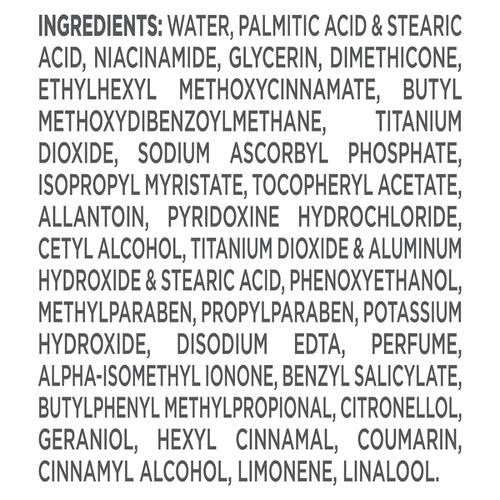 INGREDIENTS: WATER, PALMITIC ACID & STEARIC
ACID, NIACINAMIDE, GLYCERIN, DIMETHICONE,
ETHYLHEXYL METHOXYCINNAMATE, BUTYL
METHOXYDIBENZOYLMETHANE, TITANIUM
DIOXIDE, SODIUM ASCORBYL PHOSPHATE,
ISOPROPYL MYRISTATE, TOCOPHERYL ACETATE,
ALLANTOIN, PYRIDOXINE HYDROCHLORIDE,
CETYL ALCOHOL, TITANIUM DIOXIDE & ALUMINUM
HYDROXIDE & STEARIC ACID, PHENOXYETHANOL,
METHYLPARABEN, PROPYLPARABEN, POTASSIUM
HYDROXIDE, DISODIUM EDTA, PERFUME,
ALPHA-ISOMETHYL IONONE, BENZYL SALICYLATE,
BUTYLPHENYL METHYLPROPIONAL, CITRONELLOL,
GERANIOL, HEXYL CINNAMAL, COUMARIN,
CINNAMYL ALCOHOL, LIMONENE, LINALOOL.